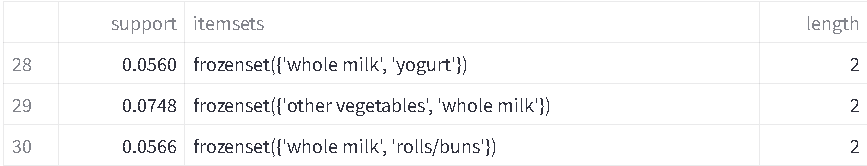 support itemsets length
28 0.0560 frozenset({'whole milk', 'yogurt'}) 2
29 0.0748 frozenset({'other vegetables', 'whole milk'}) 2
30 0.0566 frozenset({'whole milk', 'rolls/buns'}) 2